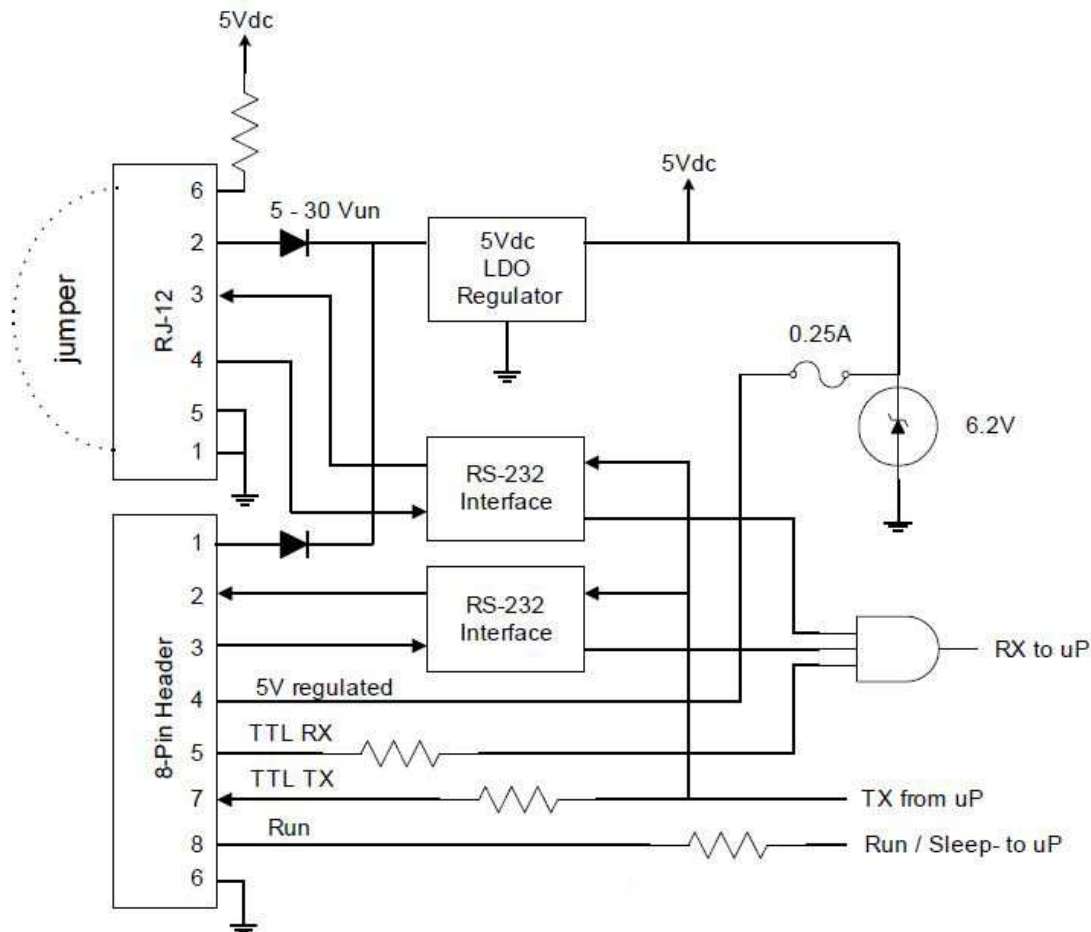 5Vdc
6
5Vdc
5 - 30 Vun
2
5Vdc
LDO
Regulator
3
jumper
RJ-12
0.25A
4
5
6.2V
1
RS-232
Interface
1
2
RS-232
Interface
3
RX to uP
8-Pin Header
4
5V regulated
TTL RX
5
TTL TX
7
TX from uP
Run
8
Run / Sleep- to uP
6